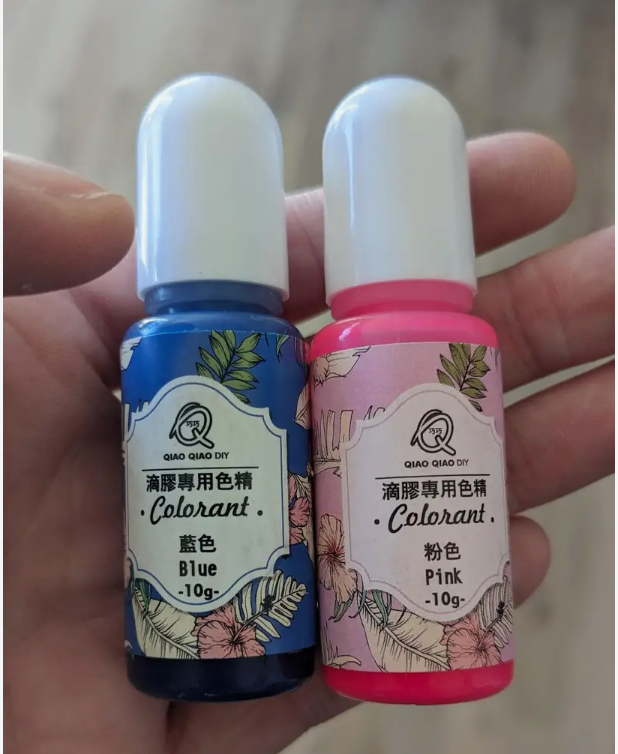 巧巧
QIAO QIAO DIY
滴膠專用色精
· Colorant ·
藍色
Blue
-10g-
巧巧
QIAO QIAO DIY
滴膠專用色精
· Colorant ·
粉色
Pink
-10g-